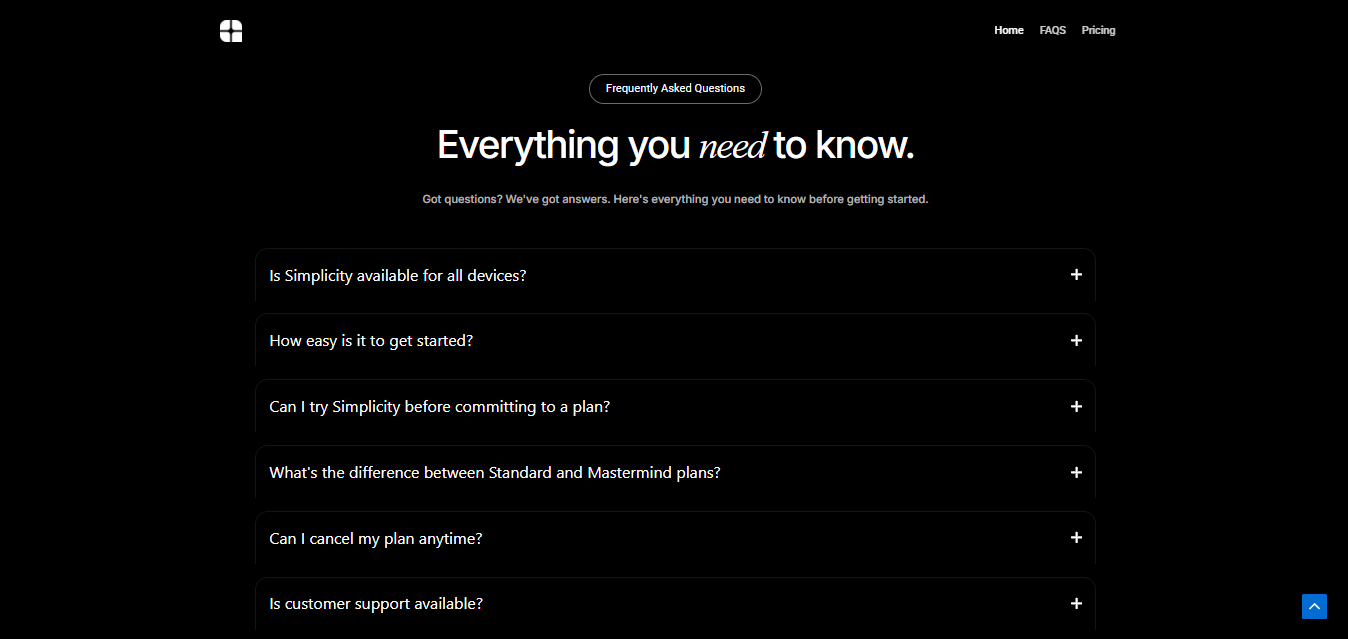 Home FAQS Pricing
Frequently Asked Questions
Everything you need to know.
Got questions? We've got answers. Here's everything you need to know before getting started.
Is Simplicity available for all devices?
How easy is it to get started?
Can I try Simplicity before committing to a plan?
What's the difference between Standard and Mastermind plans?
Can I cancel my plan anytime?
Is customer support available?